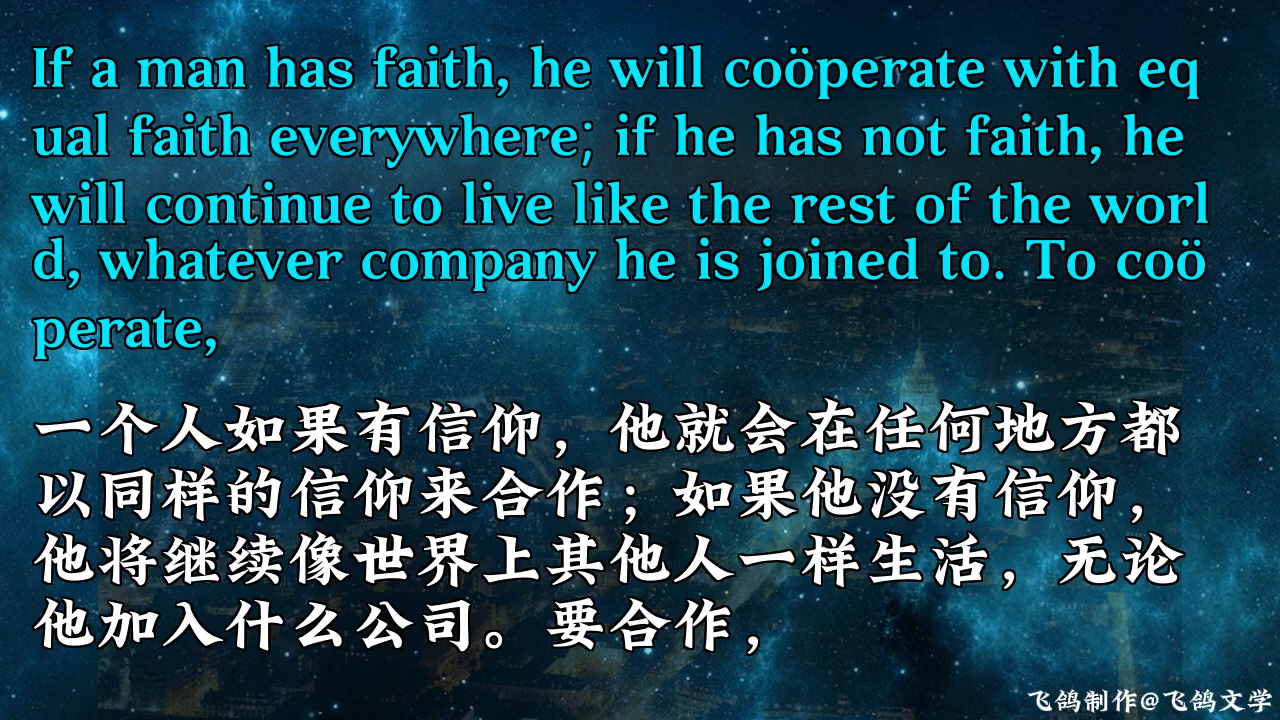 If a man has faith, he will coöperate with eq
ual faith everywhere; if he has not faith, he
will continue to live like the rest of the worl
d, whatever company he is joined to. To coö
perate,
一个人如果有信仰，他就会在任何地方都
以同样的信仰来合作；如果他没有信仰，
他将继续像世界上其他人一样生活，无论
他加入什么公司。要合作，
飞鸽制作@飞鸽文学